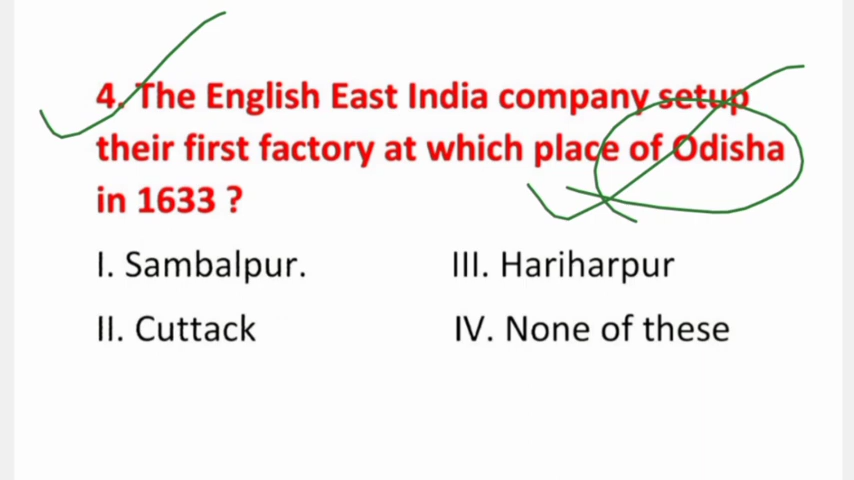 4. The English East India company setup
their first factory at which place of Odisha
in 1633 ?
I. Sambalpur. III. Hariharpur
II. Cuttack IV. None of these